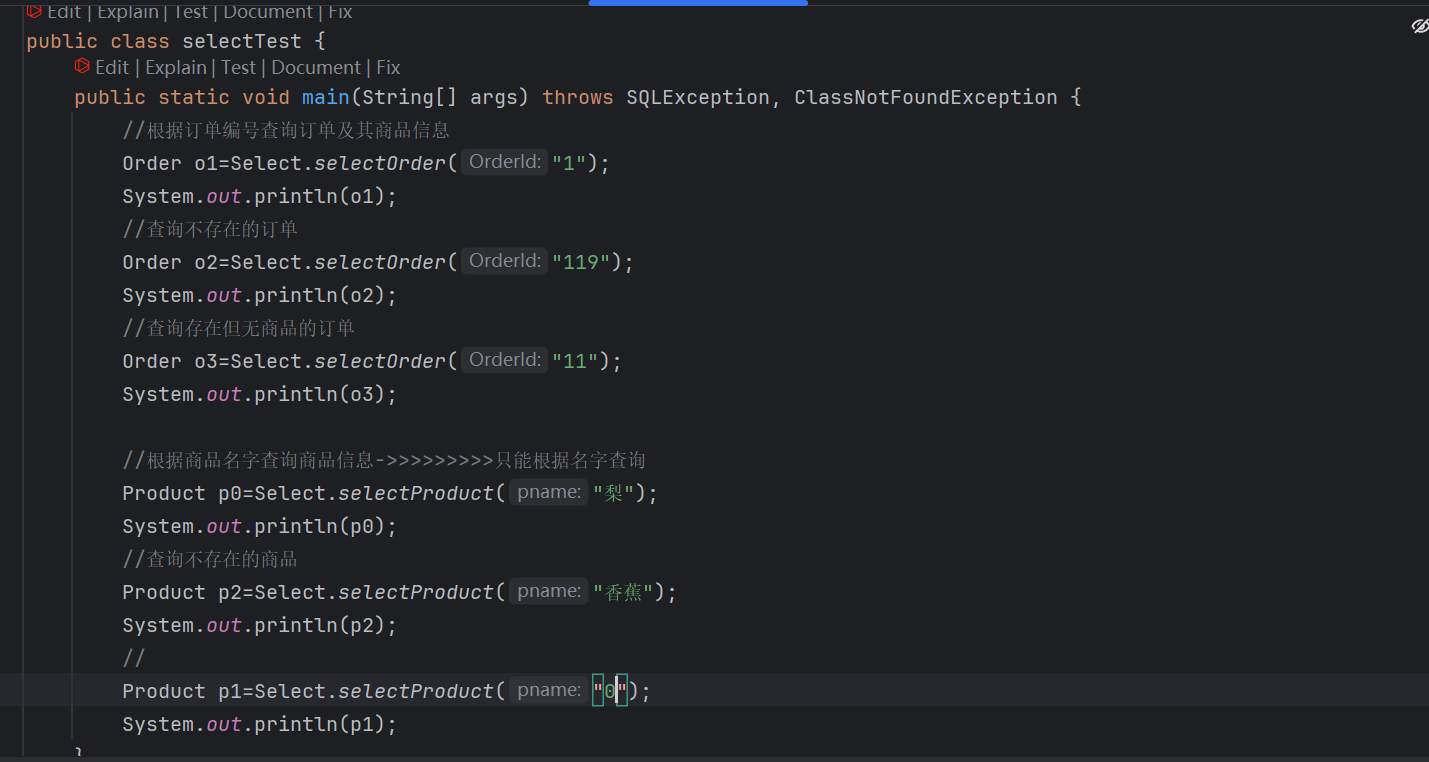 Edit | Explain | Test | Document | Fix
public class selectTest {
Edit | Explain | Test | Document | Fix
public static void main(String[] args) throws SQLException, ClassNotFoundException {
//根据订单编号查询订单及其商品信息
Order o1=Select.selectOrder( OrderId: "1");
System.out.println(o1);
//查询不存在的订单
Order o2=Select.selectOrder( OrderId: "119");
System.out.println(o2);
//查询存在但无商品的订单
Order o3=Select.selectOrder( OrderId: "11");
System.out.println(o3);
//根据商品名字查询商品信息->>>>>>>>>只能根据名字查询
Product p0=Select.selectProduct( pname: "梨");
System.out.println(p0);
//查询不存在的商品
Product p2=Select.selectProduct( pname: "香蕉");
System.out.println(p2);
//
Product p1=Select.selectProduct( pname: "0");
System.out.println(p1);
}